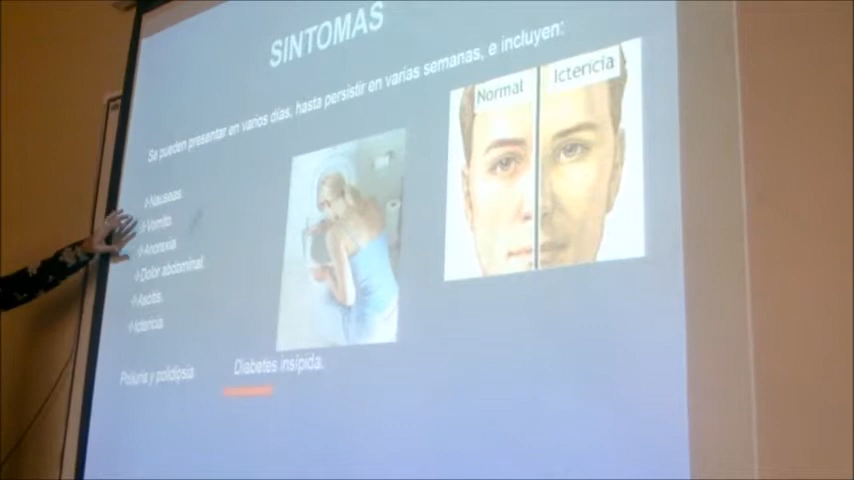 SINTOMAS
Se pueden presentar en varios días, hasta persistir en varias semanas, e incluyen:
Normal
Ictericia
Nauseas.
Vomito.
Anorexia
Dolor abdominal.
Ascitis.
Ictericia
Poliuria y polidipsia
Diabetes insípida.